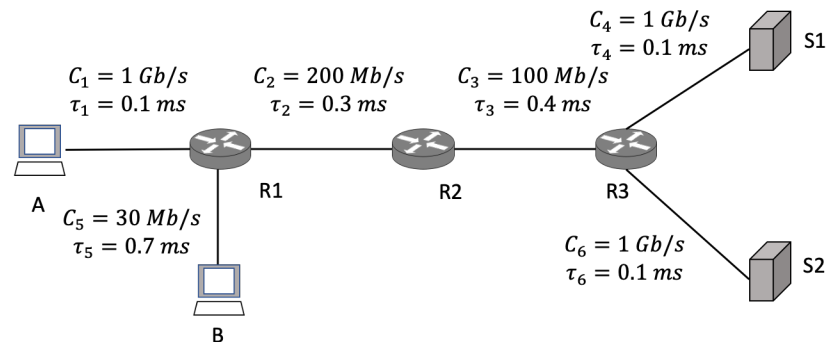 C₄ = 1 Gb/s
τ₄ = 0.1 ms
S1
C₁ = 1 Gb/s
τ₁ = 0.1 ms
C₂ = 200 Mb/s
τ₂ = 0.3 ms
C₃ = 100 Mb/s
τ₃ = 0.4 ms
A
R1
R2
R3
C₅ = 30 Mb/s
τ₅ = 0.7 ms
B
C₆ = 1 Gb/s
τ₆ = 0.1 ms
S2